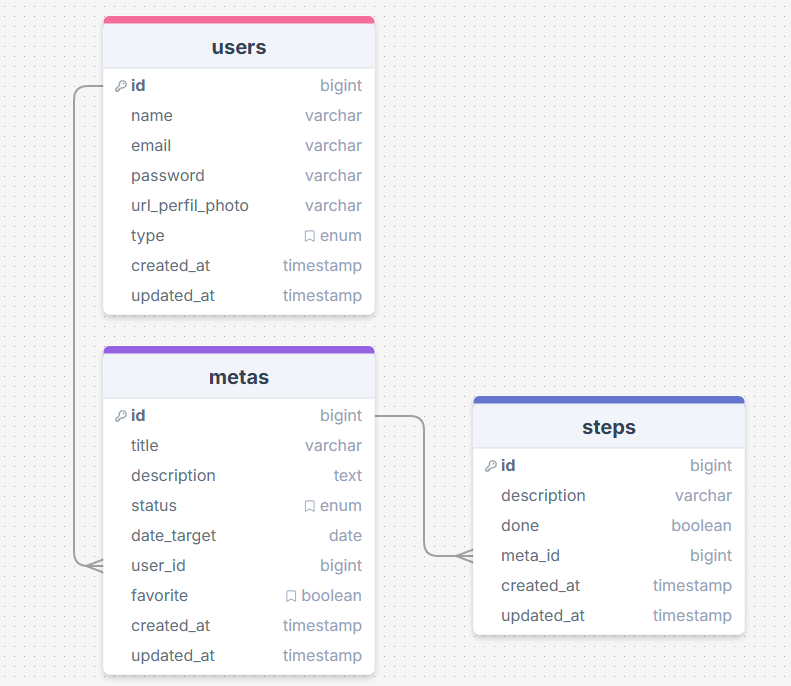 users
id bigint
name varchar
email varchar
password varchar
url_perfil_photo varchar
type enum
created_at timestamp
updated_at timestamp
metas
id bigint
title varchar
description text
status enum
date_target date
user_id bigint
favorite boolean
created_at timestamp
updated_at timestamp
steps
id bigint
description varchar
done boolean
meta_id bigint
created_at timestamp
updated_at timestamp